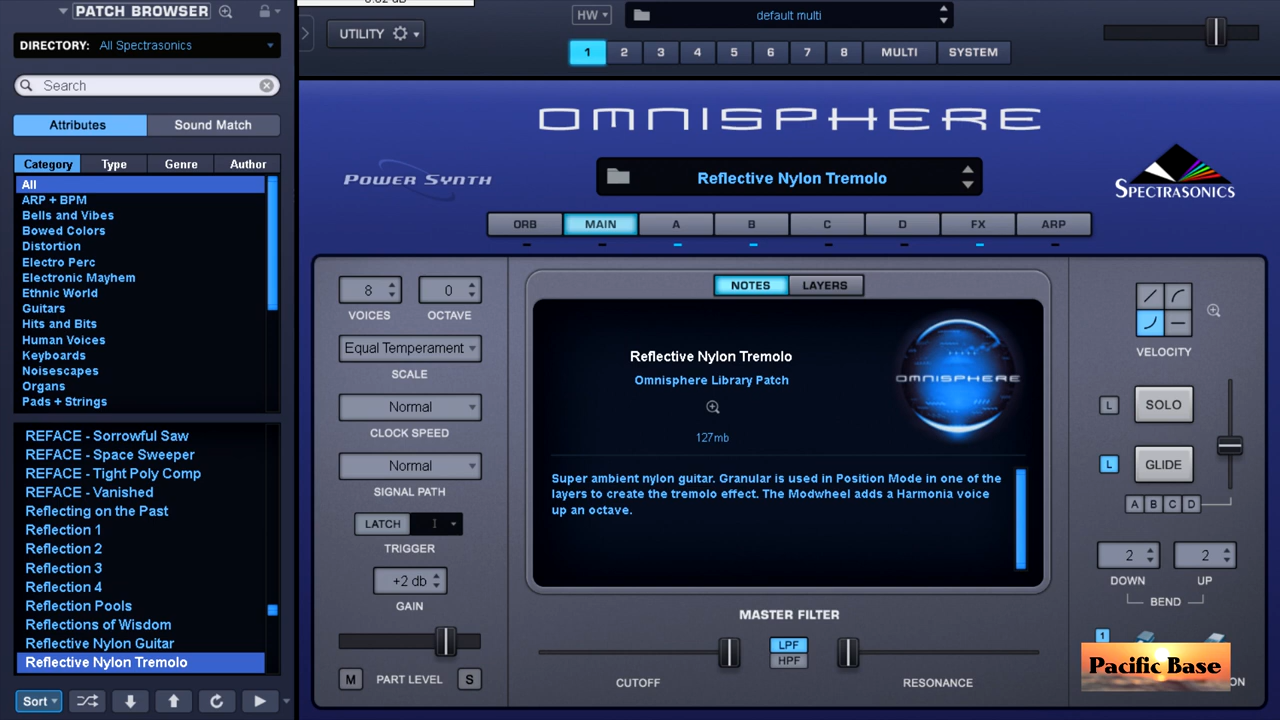 PATCH BROWSER
DIRECTORY: All Spectrasonics
Search
Attributes
Sound Match
Category
Type
Genre
Author
All
ARP + BPM
Bells and Vibes
Bowed Colors
Distortion
Electro Perc
Electronic Mayhem
Ethnic World
Guitars
Hits and Bits
Human Voices
Keyboards
Noisescapes
Organs
Pads + Strings
REFACE - Sorrowful Saw
REFACE - Space Sweeper
REFACE - Tight Poly Comp
REFACE - Vanished
Reflecting on the Past
Reflection 1
Reflection 2
Reflection 3
Reflection 4
Reflection Pools
Reflections of Wisdom
Reflective Nylon Guitar
Reflective Nylon Tremolo
Sort
UTILITY
HW
default multi
1 2 3 4 5 6 7 8 MULTI SYSTEM
OMNISPHERE
POWER SYNTH
Reflective Nylon Tremolo
SPECTRASONICS
ORB MAIN A B C D FX ARP
8
0
VOICES
OCTAVE
Equal Temperament
SCALE
Normal
CLOCK SPEED
Normal
SIGNAL PATH
LATCH
TRIGGER
+2 db
GAIN
M
PART LEVEL
S
NOTES
LAYERS
Reflective Nylon Tremolo
Omnisphere Library Patch
127mb
OMNISPHERE
Super ambient nylon guitar. Granular is used in Position Mode in one of the
layers to create the tremolo effect. The Modwheel adds a Harmonia voice
up an octave.
MASTER FILTER
LPF
HPF
CUTOFF
RESONANCE
VELOCITY
L
SOLO
L
GLIDE
A B C D
2
2
DOWN
UP
BEND
1
Pacific Base